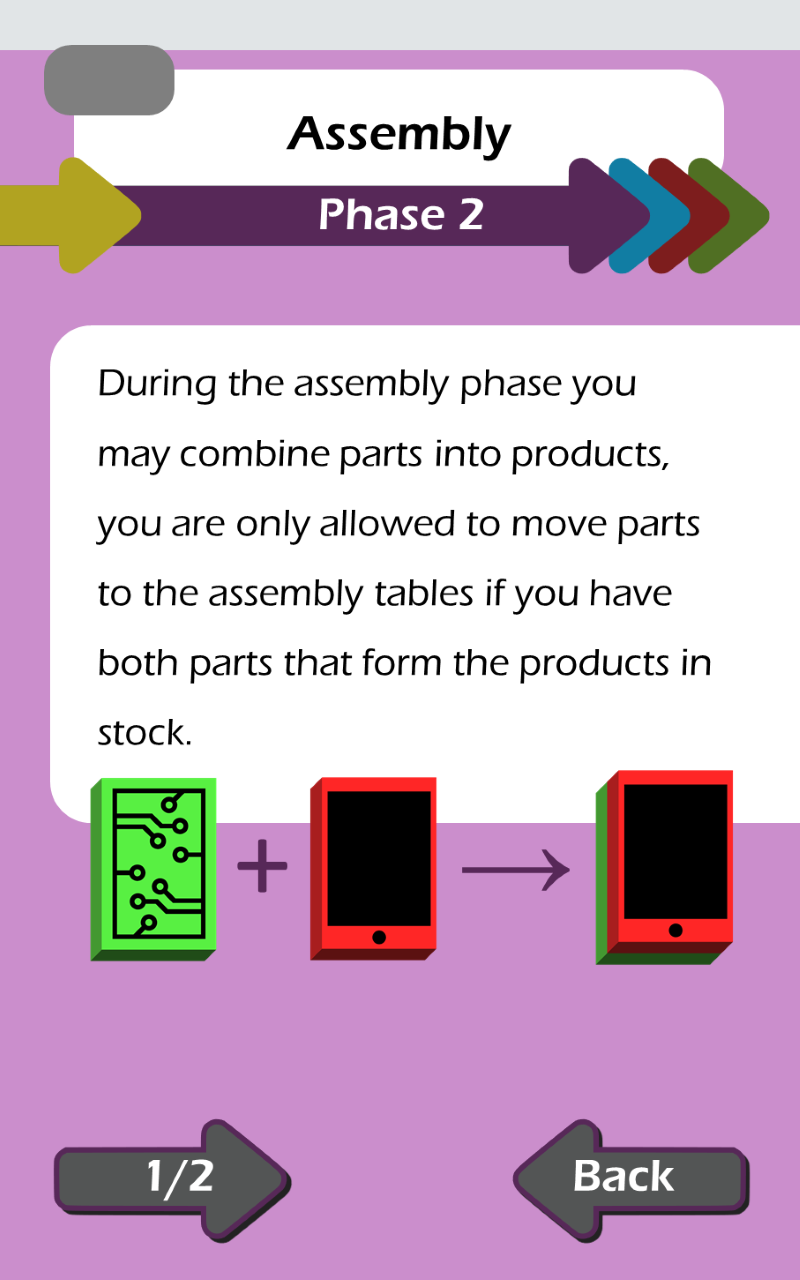 Assembly
Phase 2
During the assembly phase you
may combine parts into products,
you are only allowed to move parts
to the assembly tables if you have
both parts that form the products in
stock.
1/2
Back